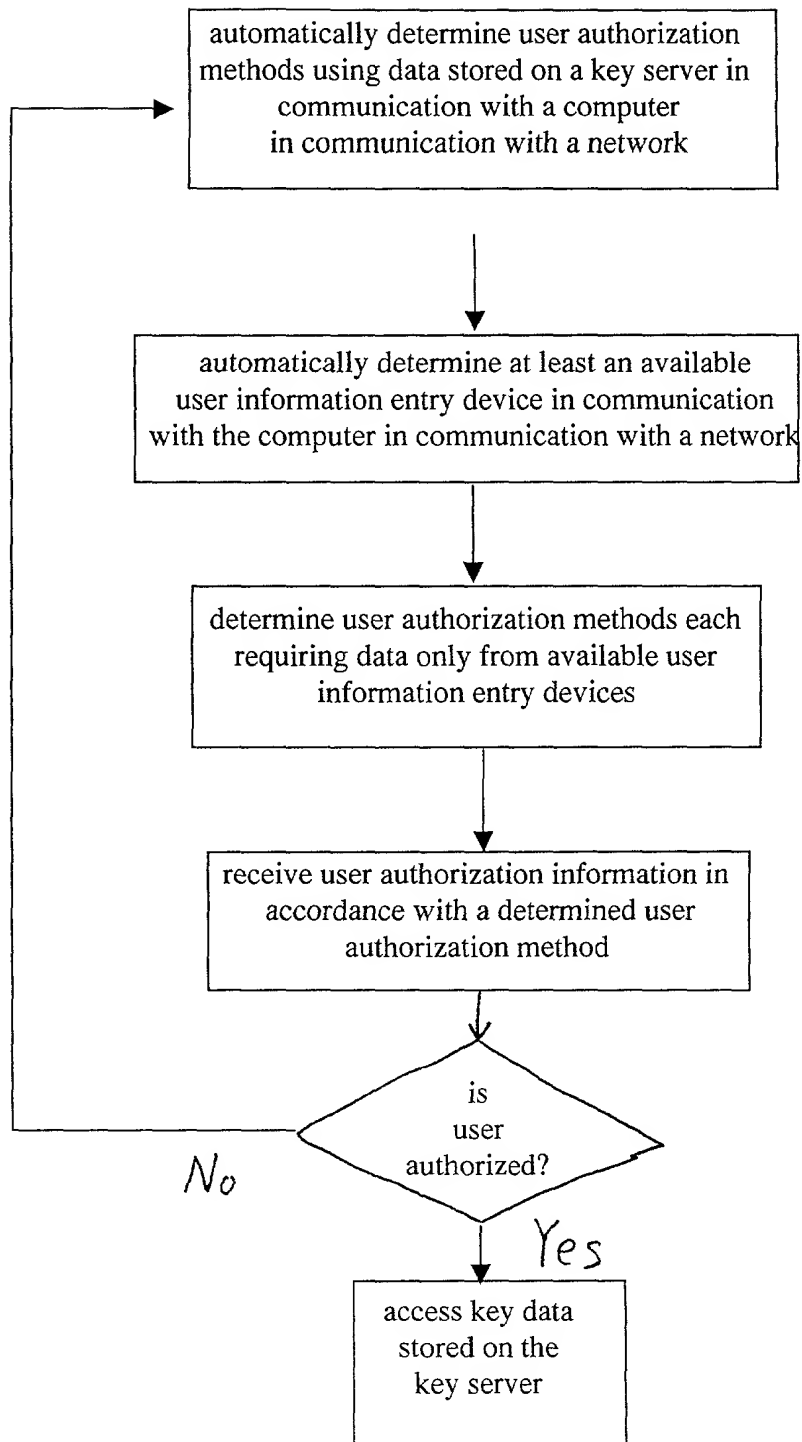 automatically determine user authorization
methods using data stored on a key server in
communication with a computer
in communication with a network
automatically determine at least an available
user information entry device in communication
with the computer in communication with a network
determine user authorization methods each
requiring data only from available user
information entry devices
receive user authorization information in
accordance with a determined user
authorization method
is
user
authorized?
No
Yes
access key data
stored on the
key server